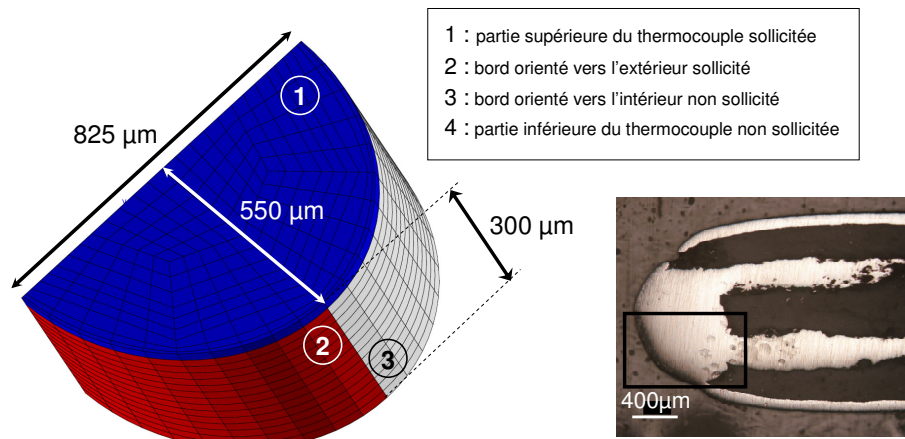 1 : partie supérieure du thermocouple sollicitée
2 : bord orienté vers l'extérieur sollicité
3 : bord orienté vers l'intérieur non sollicité
4 : partie inférieure du thermocouple non sollicitée
1
825 µm
550 µm
300 µm
2
3
400µm